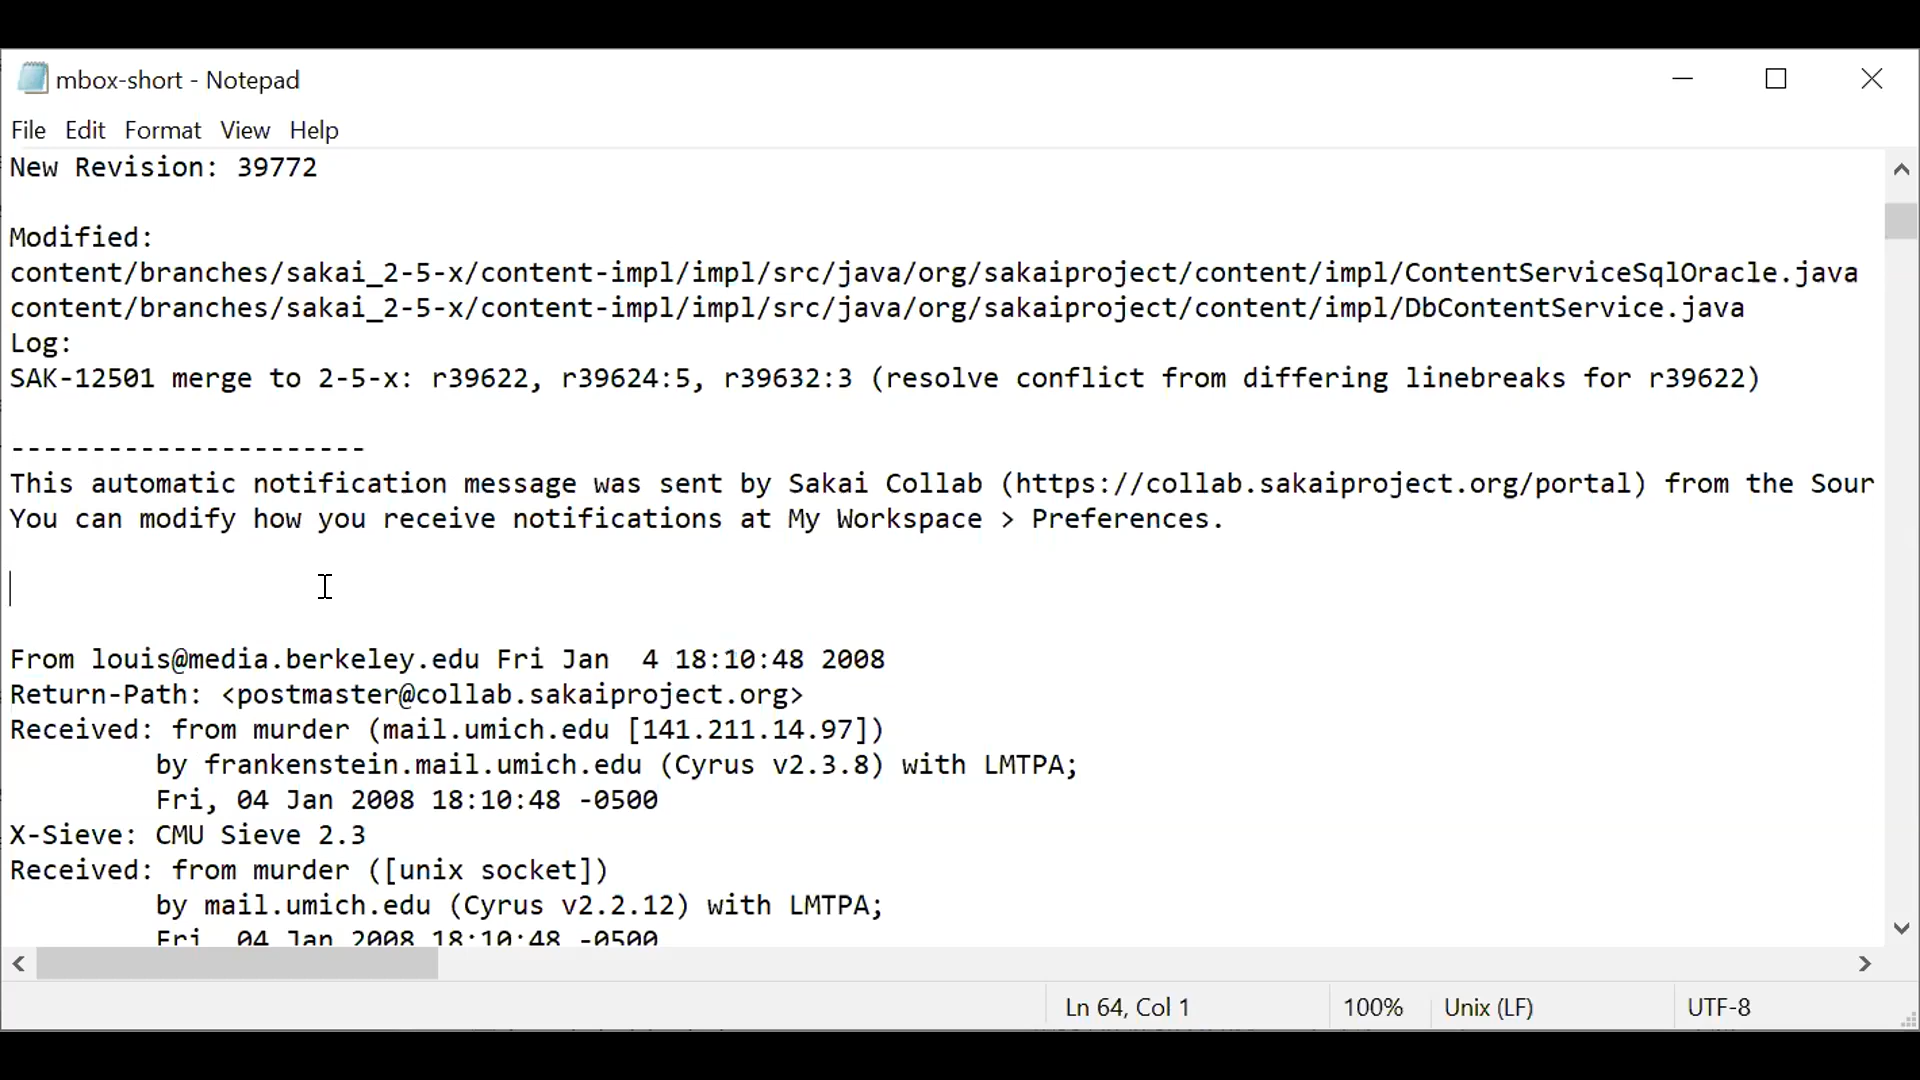 mbox-short - Notepad
File Edit Format View Help
New Revision: 39772
Modified:
content/branches/sakai_2-5-x/content-impl/impl/src/java/org/sakaiproject/content/impl/ContentServiceSqlOracle.java
content/branches/sakai_2-5-x/content-impl/impl/src/java/org/sakaiproject/content/impl/DbContentService.java
Log:
SAK-12501 merge to 2-5-x: r39622, r39624:5, r39632:3 (resolve conflict from differing linebreaks for r39622)
----------------------
This automatic notification message was sent by Sakai Collab (https://collab.sakaiproject.org/portal) from the Sour
You can modify how you receive notifications at My Workspace > Preferences.
From louis@media.berkeley.edu Fri Jan  4 18:10:48 2008
Return-Path: <postmaster@collab.sakaiproject.org>
Received: from murder (mail.umich.edu [141.211.14.97])
         by frankenstein.mail.umich.edu (Cyrus v2.3.8) with LMTPA;
         Fri, 04 Jan 2008 18:10:48 -0500
X-Sieve: CMU Sieve 2.3
Received: from murder ([unix socket])
         by mail.umich.edu (Cyrus v2.2.12) with LMTPA;
         Fri, 04 Jan 2008 18:10:48 -0500
Ln 64, Col 1 100% Unix (LF) UTF-8